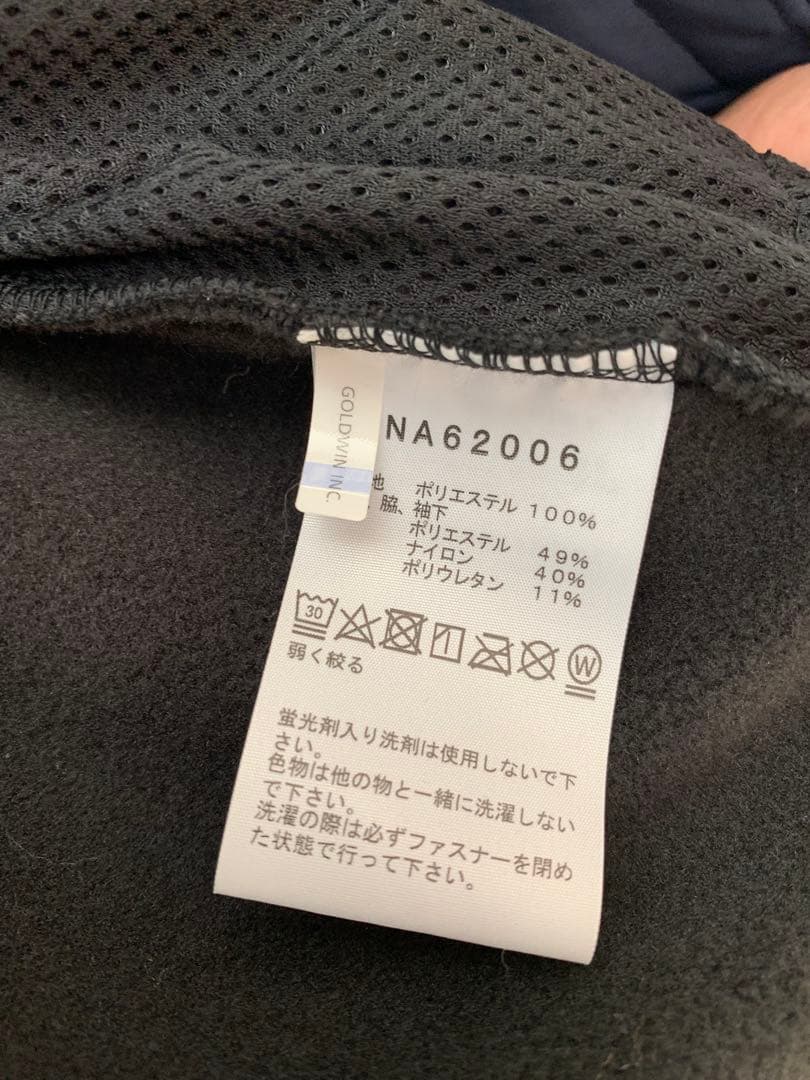 GOLDWIN INC.
NA62006
地 ポリエステル 100%
、脇、袖下
ポリエステル 49%
ナイロン 40%
ポリウレタン 11%
30
W
弱く絞る
蛍光剤入り洗剤は使用しないで下
さい。
色物は他の物と一緒に洗濯しない
で下さい。
洗濯の際は必ずファスナーを閉め
た状態で行って下さい。